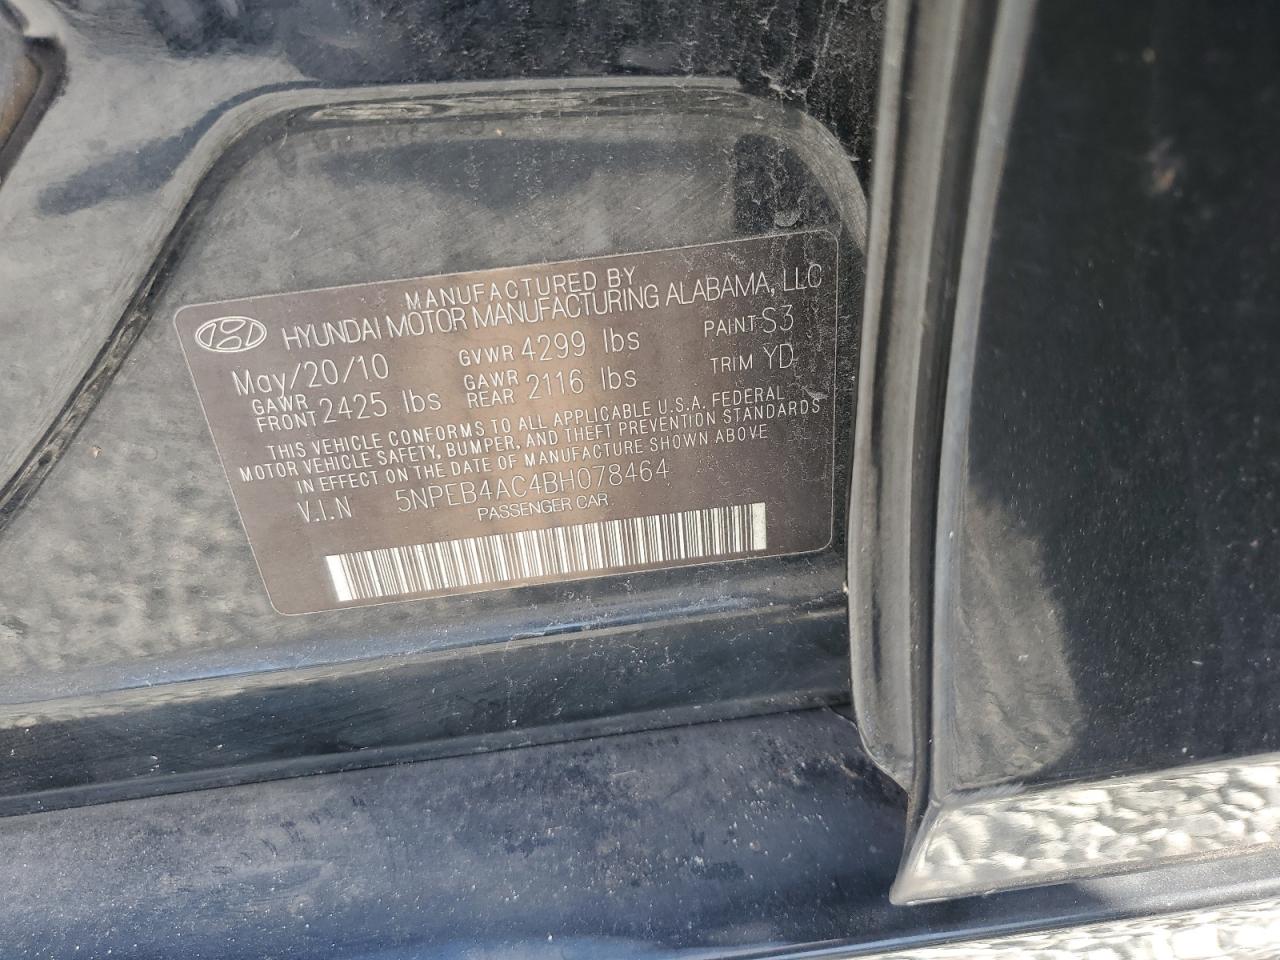 MANUFACTURED BY
HYUNDAI MOTOR MANUFACTURING ALABAMA, LLC
May/20/10 GVWR 4299 lbs PAINT S3
GAWR FRONT 2425 lbs GAWR REAR 2116 lbs TRIM YD
THIS VEHICLE CONFORMS TO ALL APPLICABLE U.S.A. FEDERAL
MOTOR VEHICLE SAFETY, BUMPER, AND THEFT PREVENTION STANDARDS
IN EFFECT ON THE DATE OF MANUFACTURE SHOWN ABOVE
V.I.N 5NPEB4AC4BH078464
PASSENGER CAR